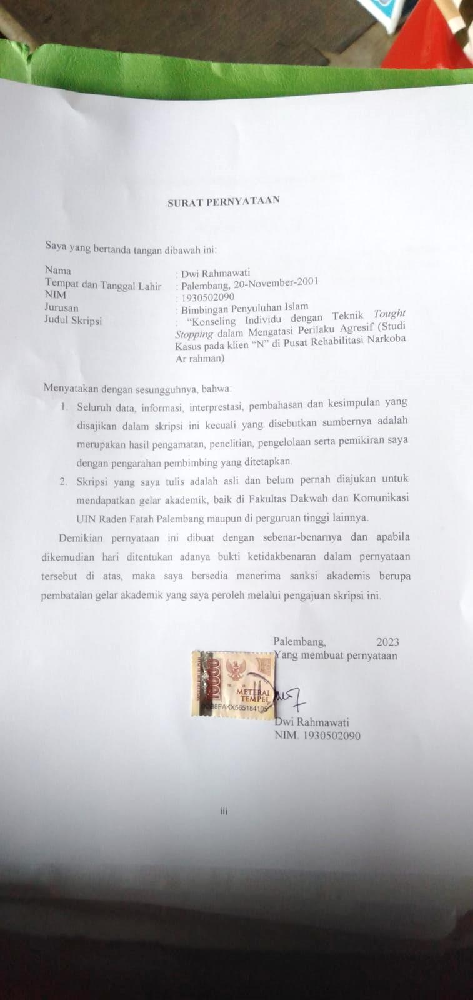 SURAT PERNYATAAN
Saya yang bertanda tangan dibawah ini:
Nama : Dwi Rahmawati
Tempat dan Tanggal Lahir : Palembang, 20-November-2001
NIM : 1930502090
Jurusan : Bimbingan Penyuluhan Islam
Judul Skripsi : “Konseling Individu dengan Teknik Tought
Stopping dalam Mengatasi Perilaku Agresif (Studi
Kasus pada klien “N” di Pusat Rehabilitasi Narkoba
Ar rahman)
Menyatakan dengan sesungguhnya, bahwa:
1. Seluruh data, informasi, interprestasi, pembahasan dan kesimpulan yang
disajikan dalam skripsi ini kecuali yang disebutkan sumbernya adalah
merupakan hasil pengamatan, penelitian, pengelolaan serta pemikiran saya
dengan pengarahan pembimbing yang ditetapkan.
2. Skripsi yang saya tulis adalah asli dan belum pernah diajukan untuk
mendapatkan gelar akademik, baik di Fakultas Dakwah dan Komunikasi
UIN Raden Fatah Palembang maupun di perguruan tinggi lainnya.
Demikian pernyataan ini dibuat dengan sebenar-benarnya dan apabila
dikemudian hari ditentukan adanya bukti ketidakbenaran dalam pernyataan
tersebut di atas, maka saya bersedia menerima sanksi akademis berupa
pembatalan gelar akademik yang saya peroleh melalui pengajuan skripsi ini.
Palembang, 2023
Yang membuat pernyataan
10000
METERAI
TEMPEL
Dwi Rahmawati
NIM. 1930502090
iii